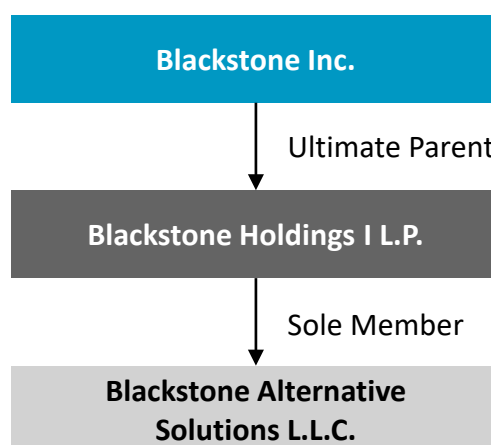 Blackstone Inc.
Ultimate Parent
Blackstone Holdings I L.P.
Sole Member
Blackstone Alternative
Solutions L.L.C.